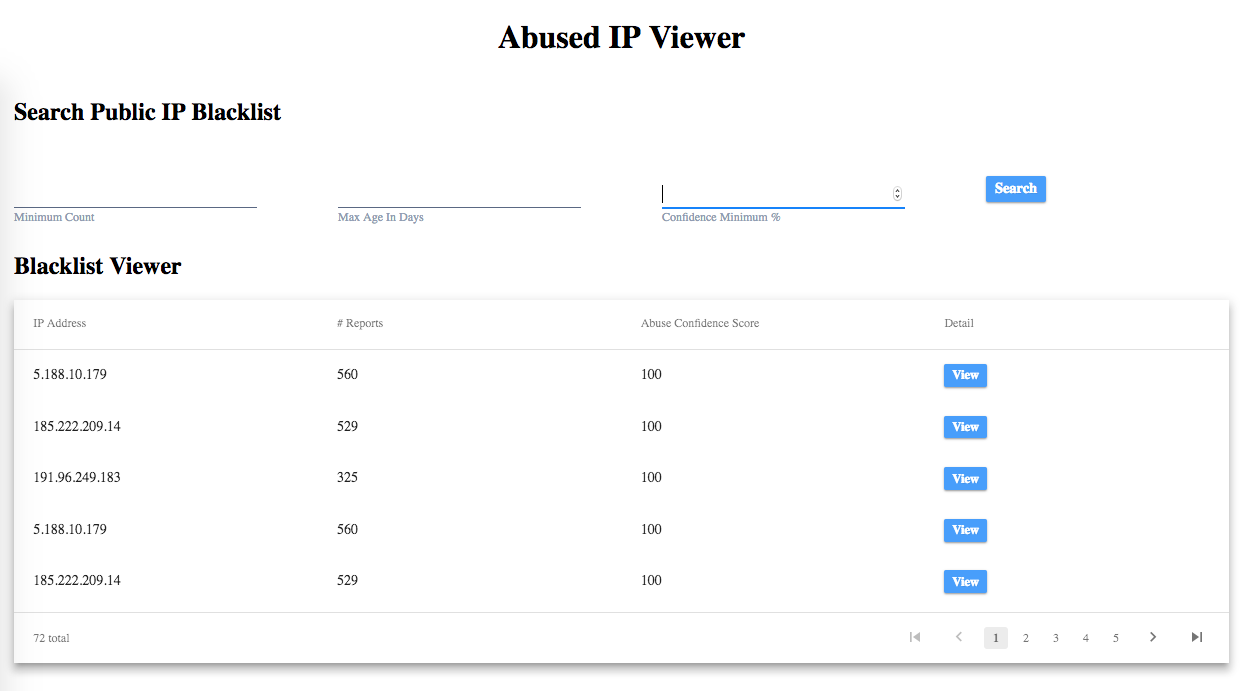 Abused IP Viewer
Search Public IP Blacklist
Search
Minimum Count Max Age In Days Confidence Minimum %
Blacklist Viewer
IP Address # Reports Abuse Confidence Score Detail
5.188.10.179 560 100 View
185.222.209.14 529 100 View
191.96.249.183 325 100 View
5.188.10.179 560 100 View
185.222.209.14 529 100 View
72 total 1 2 3 4 5